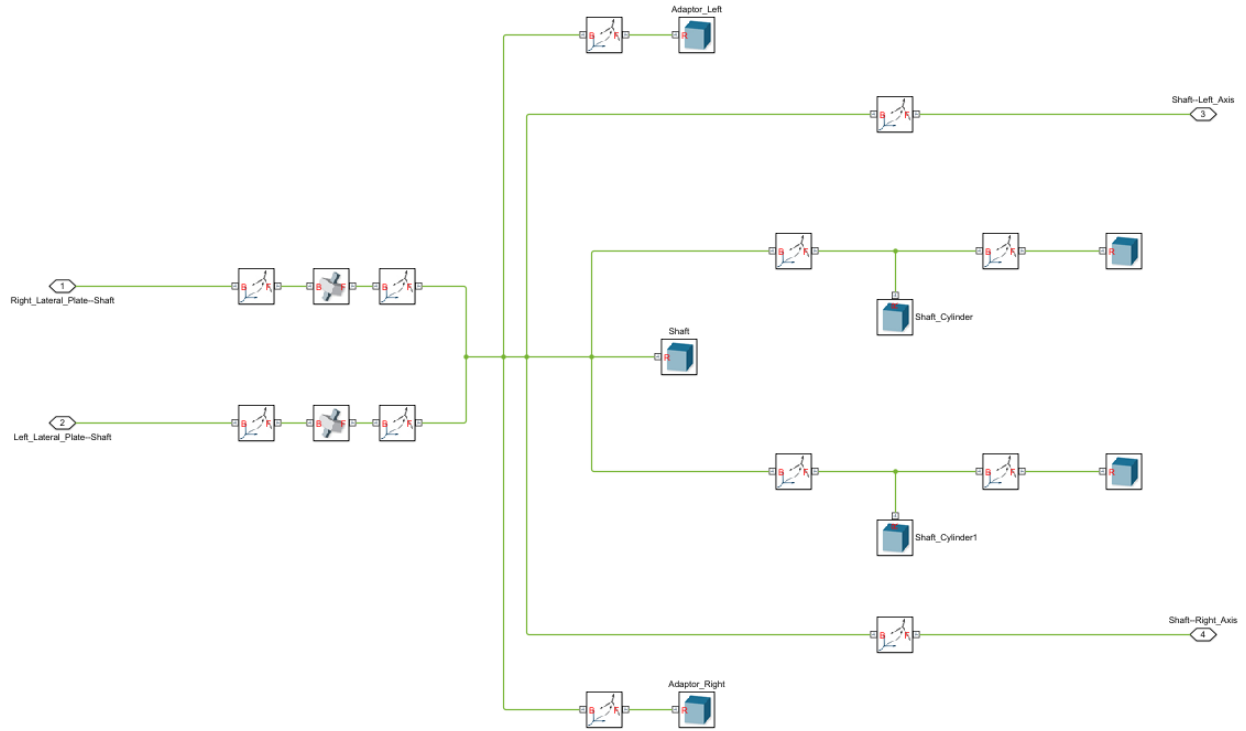 Adaptor_Left
B F R
Shaft--Left_Axis
B F 3
B F B F R
1 B F B F B F
Right_Lateral_Plate--Shaft
R Shaft_Cylinder
Shaft
R
2 B F B F B F
Left_Lateral_Plate--Shaft
B F B F R
R Shaft_Cylinder1
Shaft--Right_Axis
B F 4
Adaptor_Right
B F R